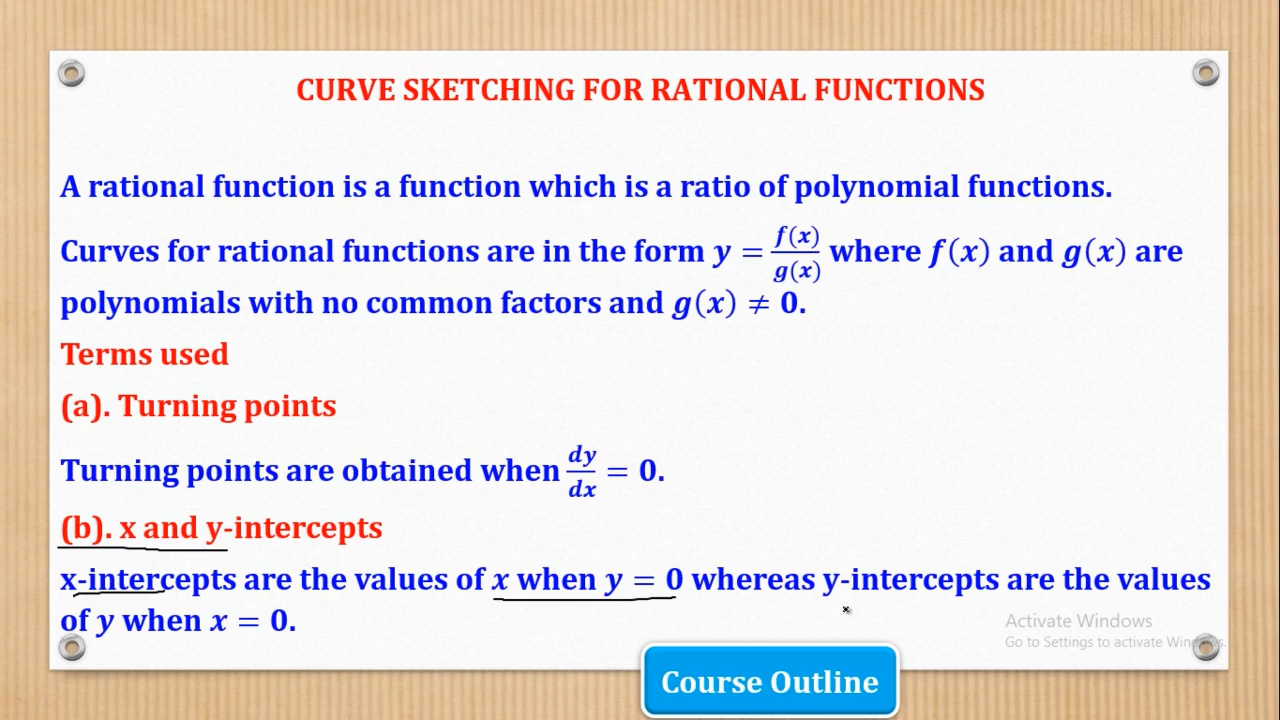 CURVE SKETCHING FOR RATIONAL FUNCTIONS
A rational function is a function which is a ratio of polynomial functions.
Curves for rational functions are in the form y = f(x)/g(x) where f(x) and g(x) are
polynomials with no common factors and g(x) ≠ 0.
Terms used
(a). Turning points
Turning points are obtained when dy/dx = 0.
(b). x and y-intercepts
x-intercepts are the values of x when y = 0 whereas y-intercepts are the values
of y when x = 0.
Activate Windows
Go to Settings to activate Windows.
Course Outline